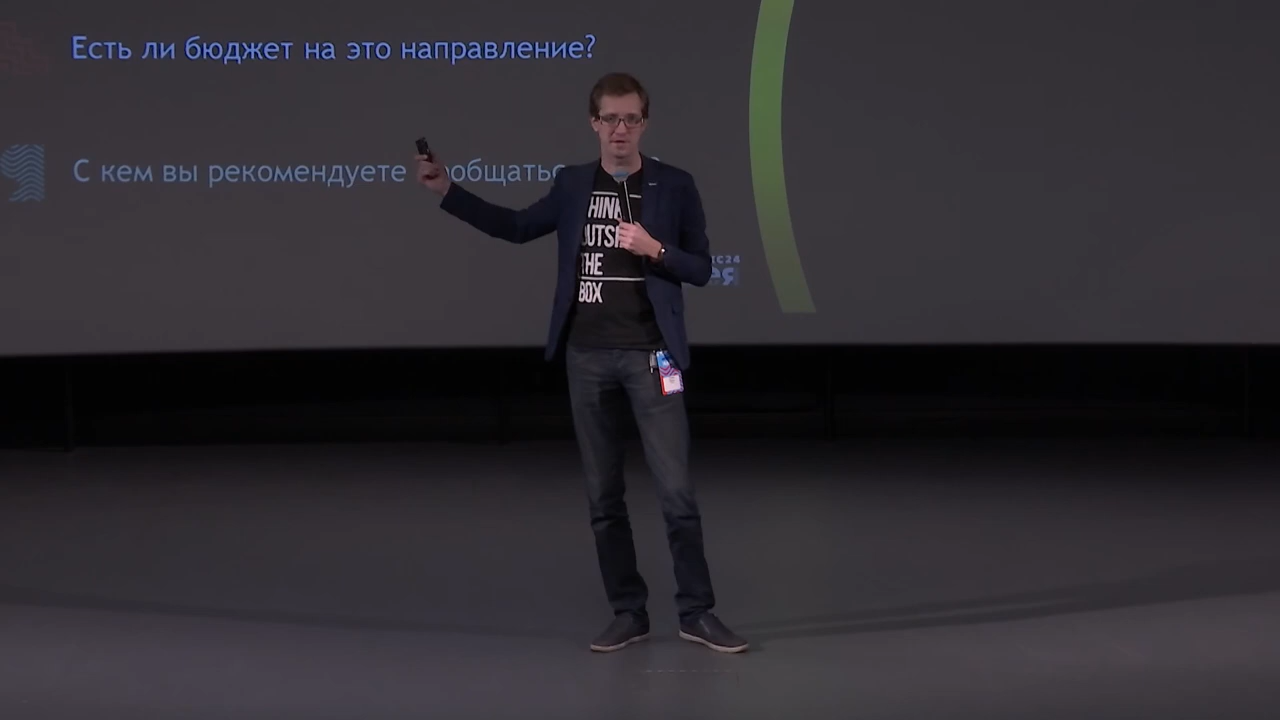 Есть ли бюджет на это направление?
С кем вы рекомендуете
THE
BOX